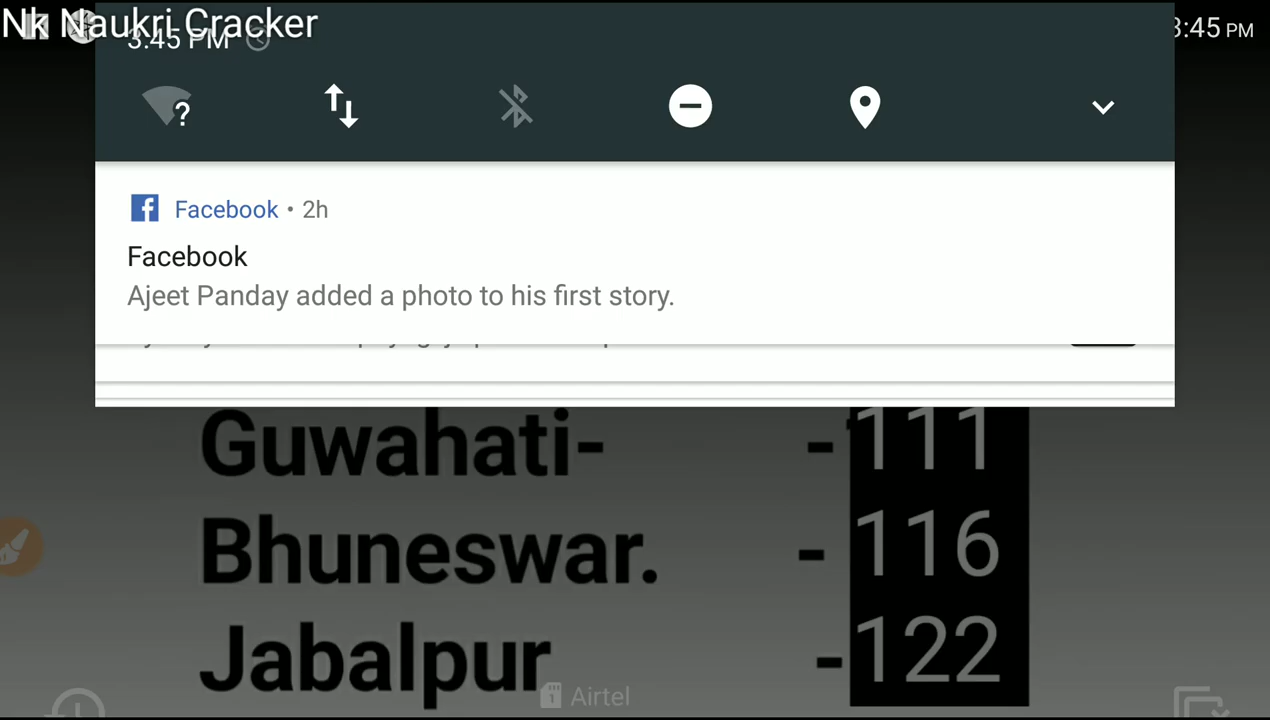 Nk Naukri Cracker
3:45 PM
3:45 PM
?
Facebook • 2h
Facebook
Ajeet Panday added a photo to his first story.
Guwahati- -111
Bhuneswar. - 116
Jabalpur -122
1 Airtel